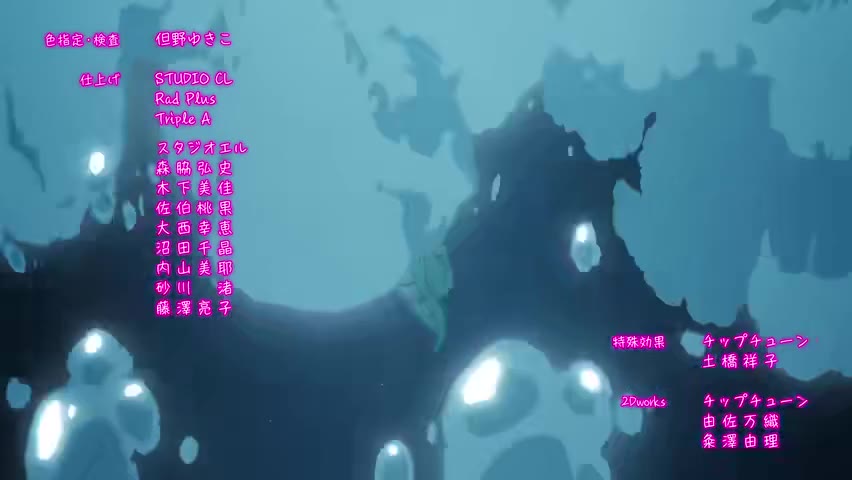 色指定・検査 但野ゆきこ
仕上げ STUDIO CL
Rad Plus
Triple A
スタジオエル
森脇弘史
木下美佳
佐伯桃果
大西幸恵
沼田千晶
内山美耶
砂川 渚
藤澤亮子
特殊効果 チップチューン
土橋祥子
2Dworks チップチューン
由佐万織
粂澤由理